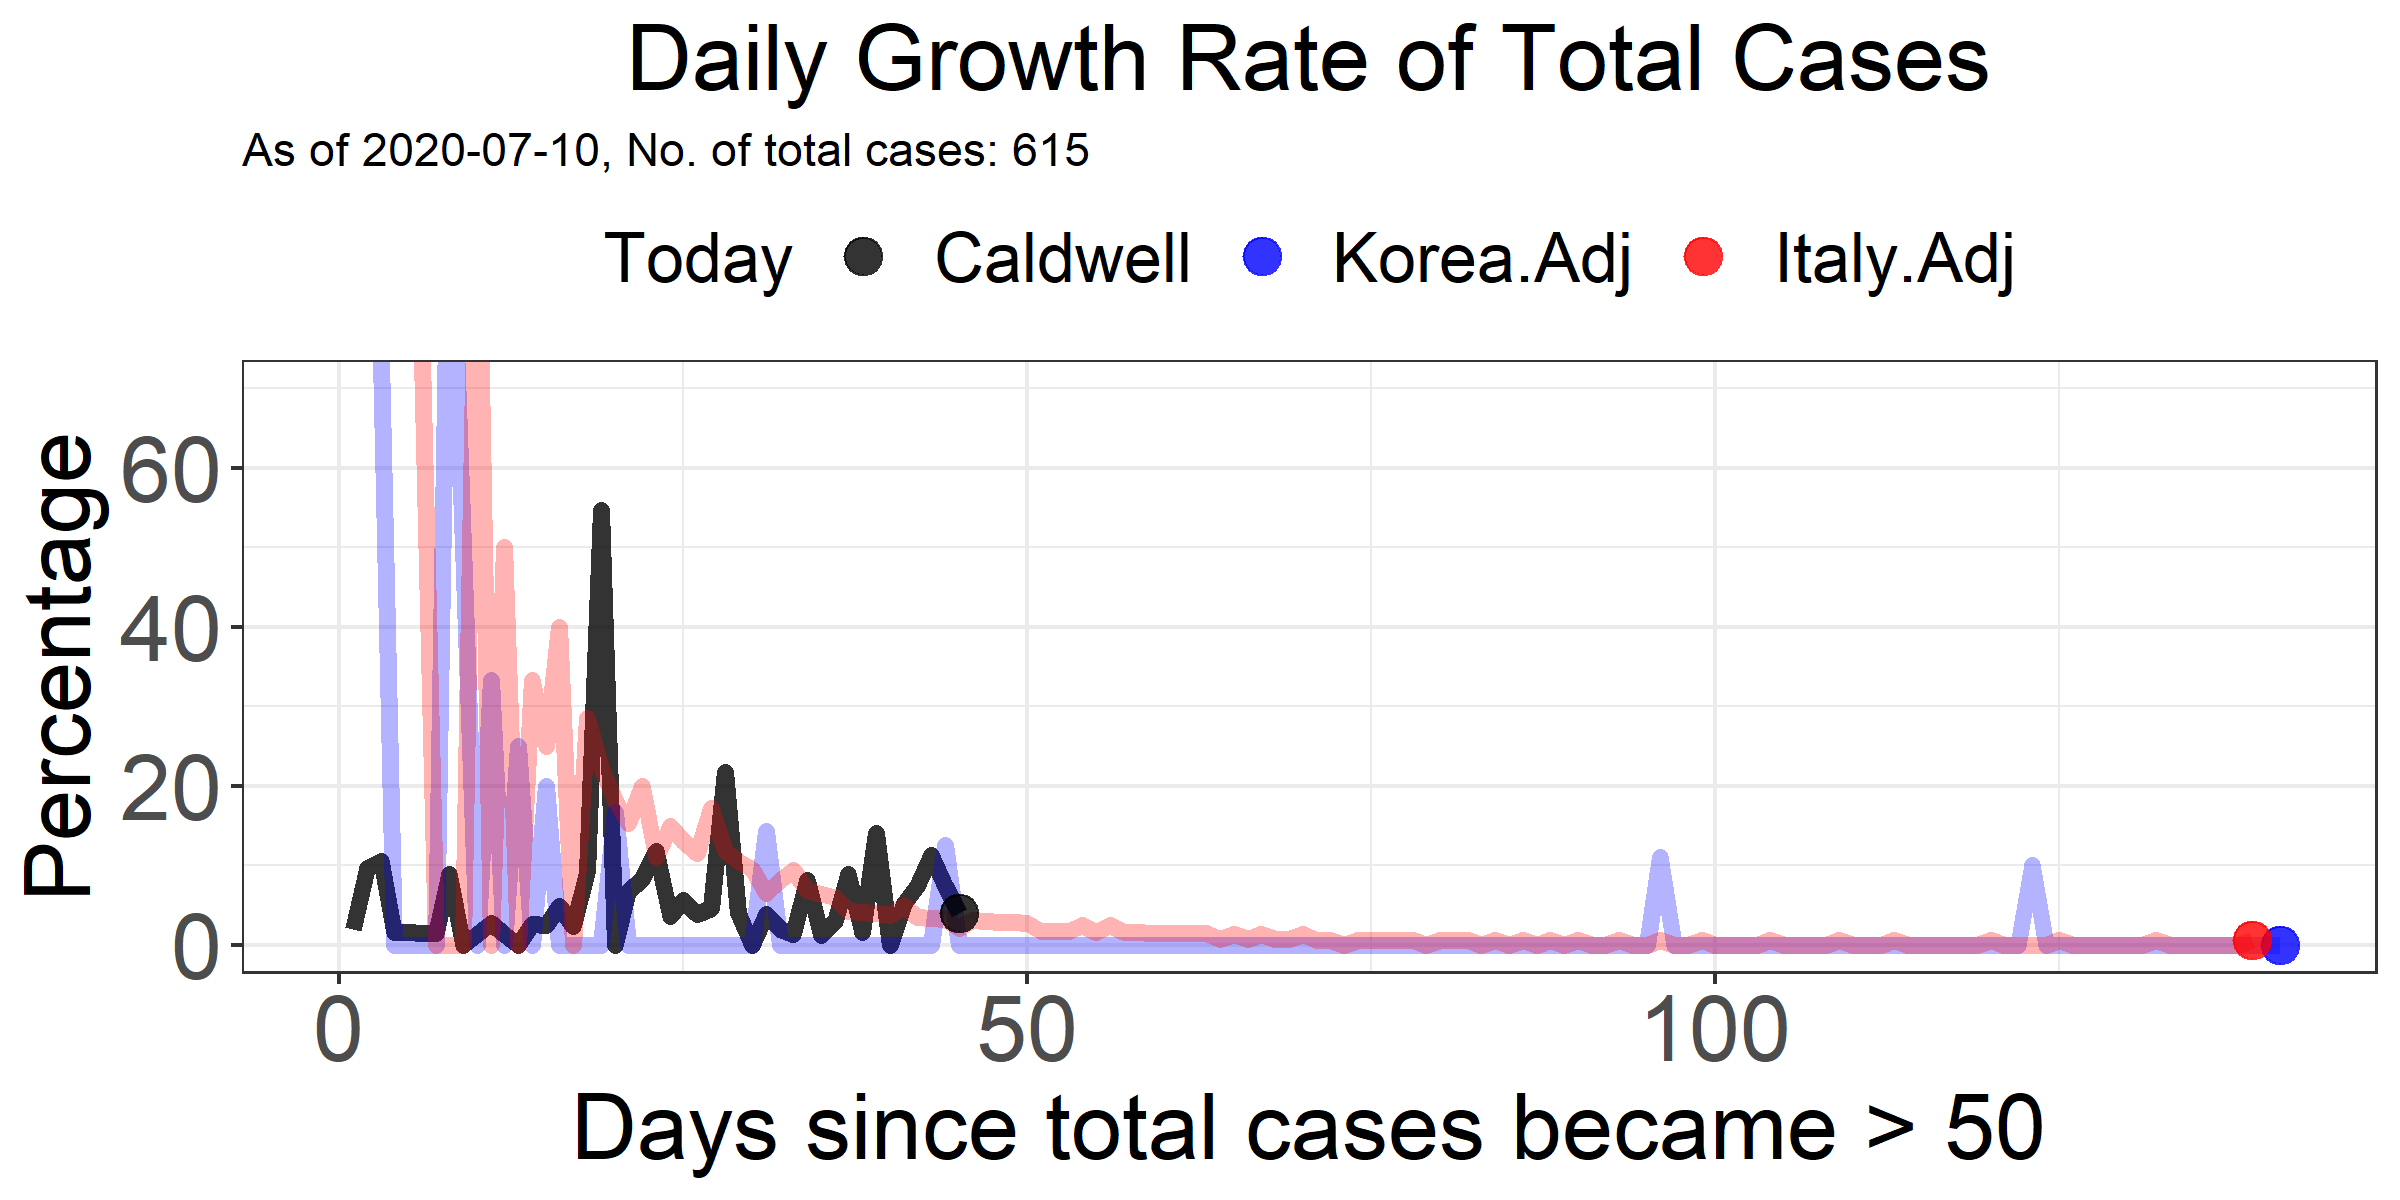 Daily Growth Rate of Total Cases
As of 2020-07-10, No. of total cases: 615
Today Caldwell Korea.Adj Italy.Adj
Percentage
60
40
20
0
0 50 100
Days since total cases became > 50